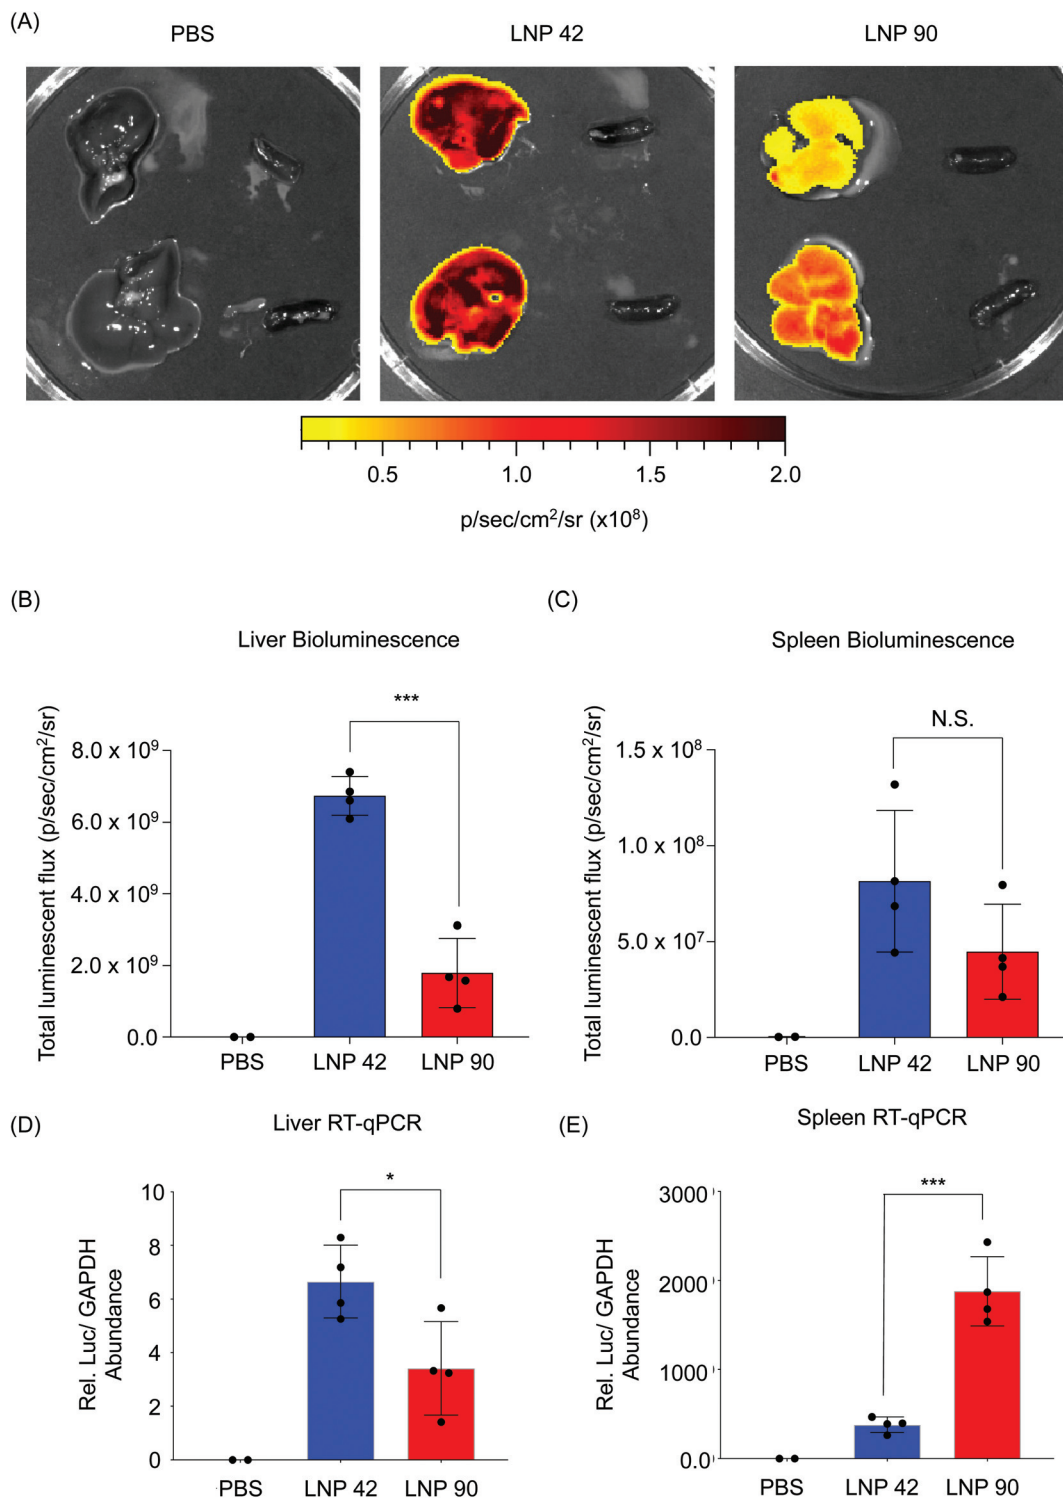 (A)
PBS
LNP 42
LNP 90
0.5
1.0
1.5
2.0
p/sec/cm²/sr (x10⁸)
(B)
Liver Bioluminescence
Total luminescent flux (p/sec/cm²/sr)
8.0 x 10⁹
6.0 x 10⁹
4.0 x 10⁹
2.0 x 10⁹
0.0
***
PBS
LNP 42
LNP 90
(C)
Spleen Bioluminescence
Total luminescent flux (p/sec/cm²/sr)
1.5 x 10⁸
1.0 x 10⁸
5.0 x 10⁷
0.0
N.S.
PBS
LNP 42
LNP 90
(D)
Liver RT-qPCR
Rel. Luc/ GAPDH
Abundance
10
8
6
4
2
0
*
PBS
LNP 42
LNP 90
(E)
Spleen RT-qPCR
Rel. Luc/ GAPDH
Abundance
3000
2000
1000
0.0
***
PBS
LNP 42
LNP 90